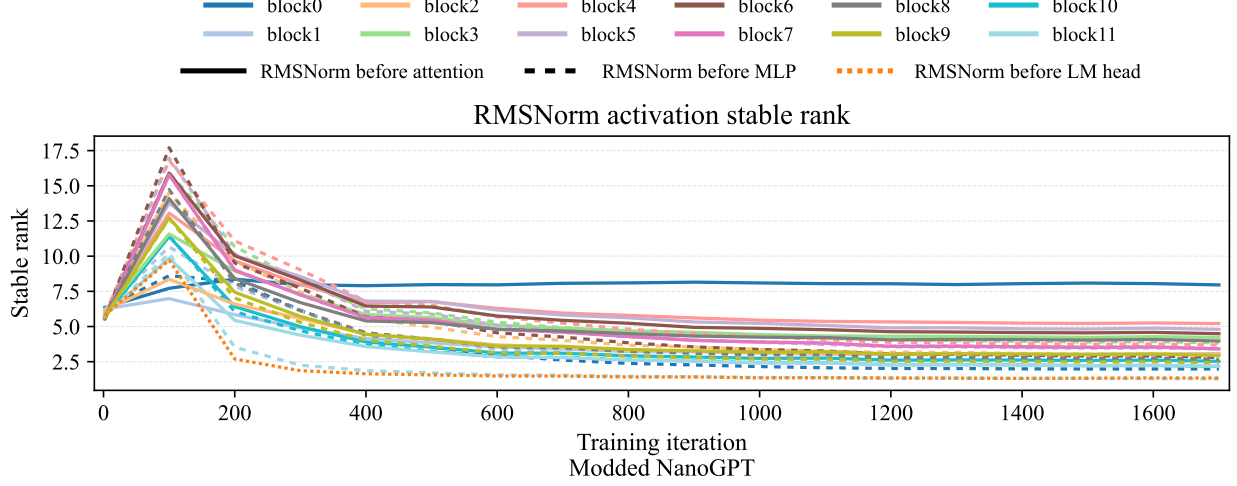 block0 block2 block4 block6 block8 block10
block1 block3 block5 block7 block9 block11
RMSNorm before attention RMSNorm before MLP RMSNorm before LM head
RMSNorm activation stable rank
17.5
15.0
12.5
10.0
7.5
5.0
2.5
Stable rank
0 200 400 600 800 1000 1200 1400 1600
Training iteration
Modded NanoGPT